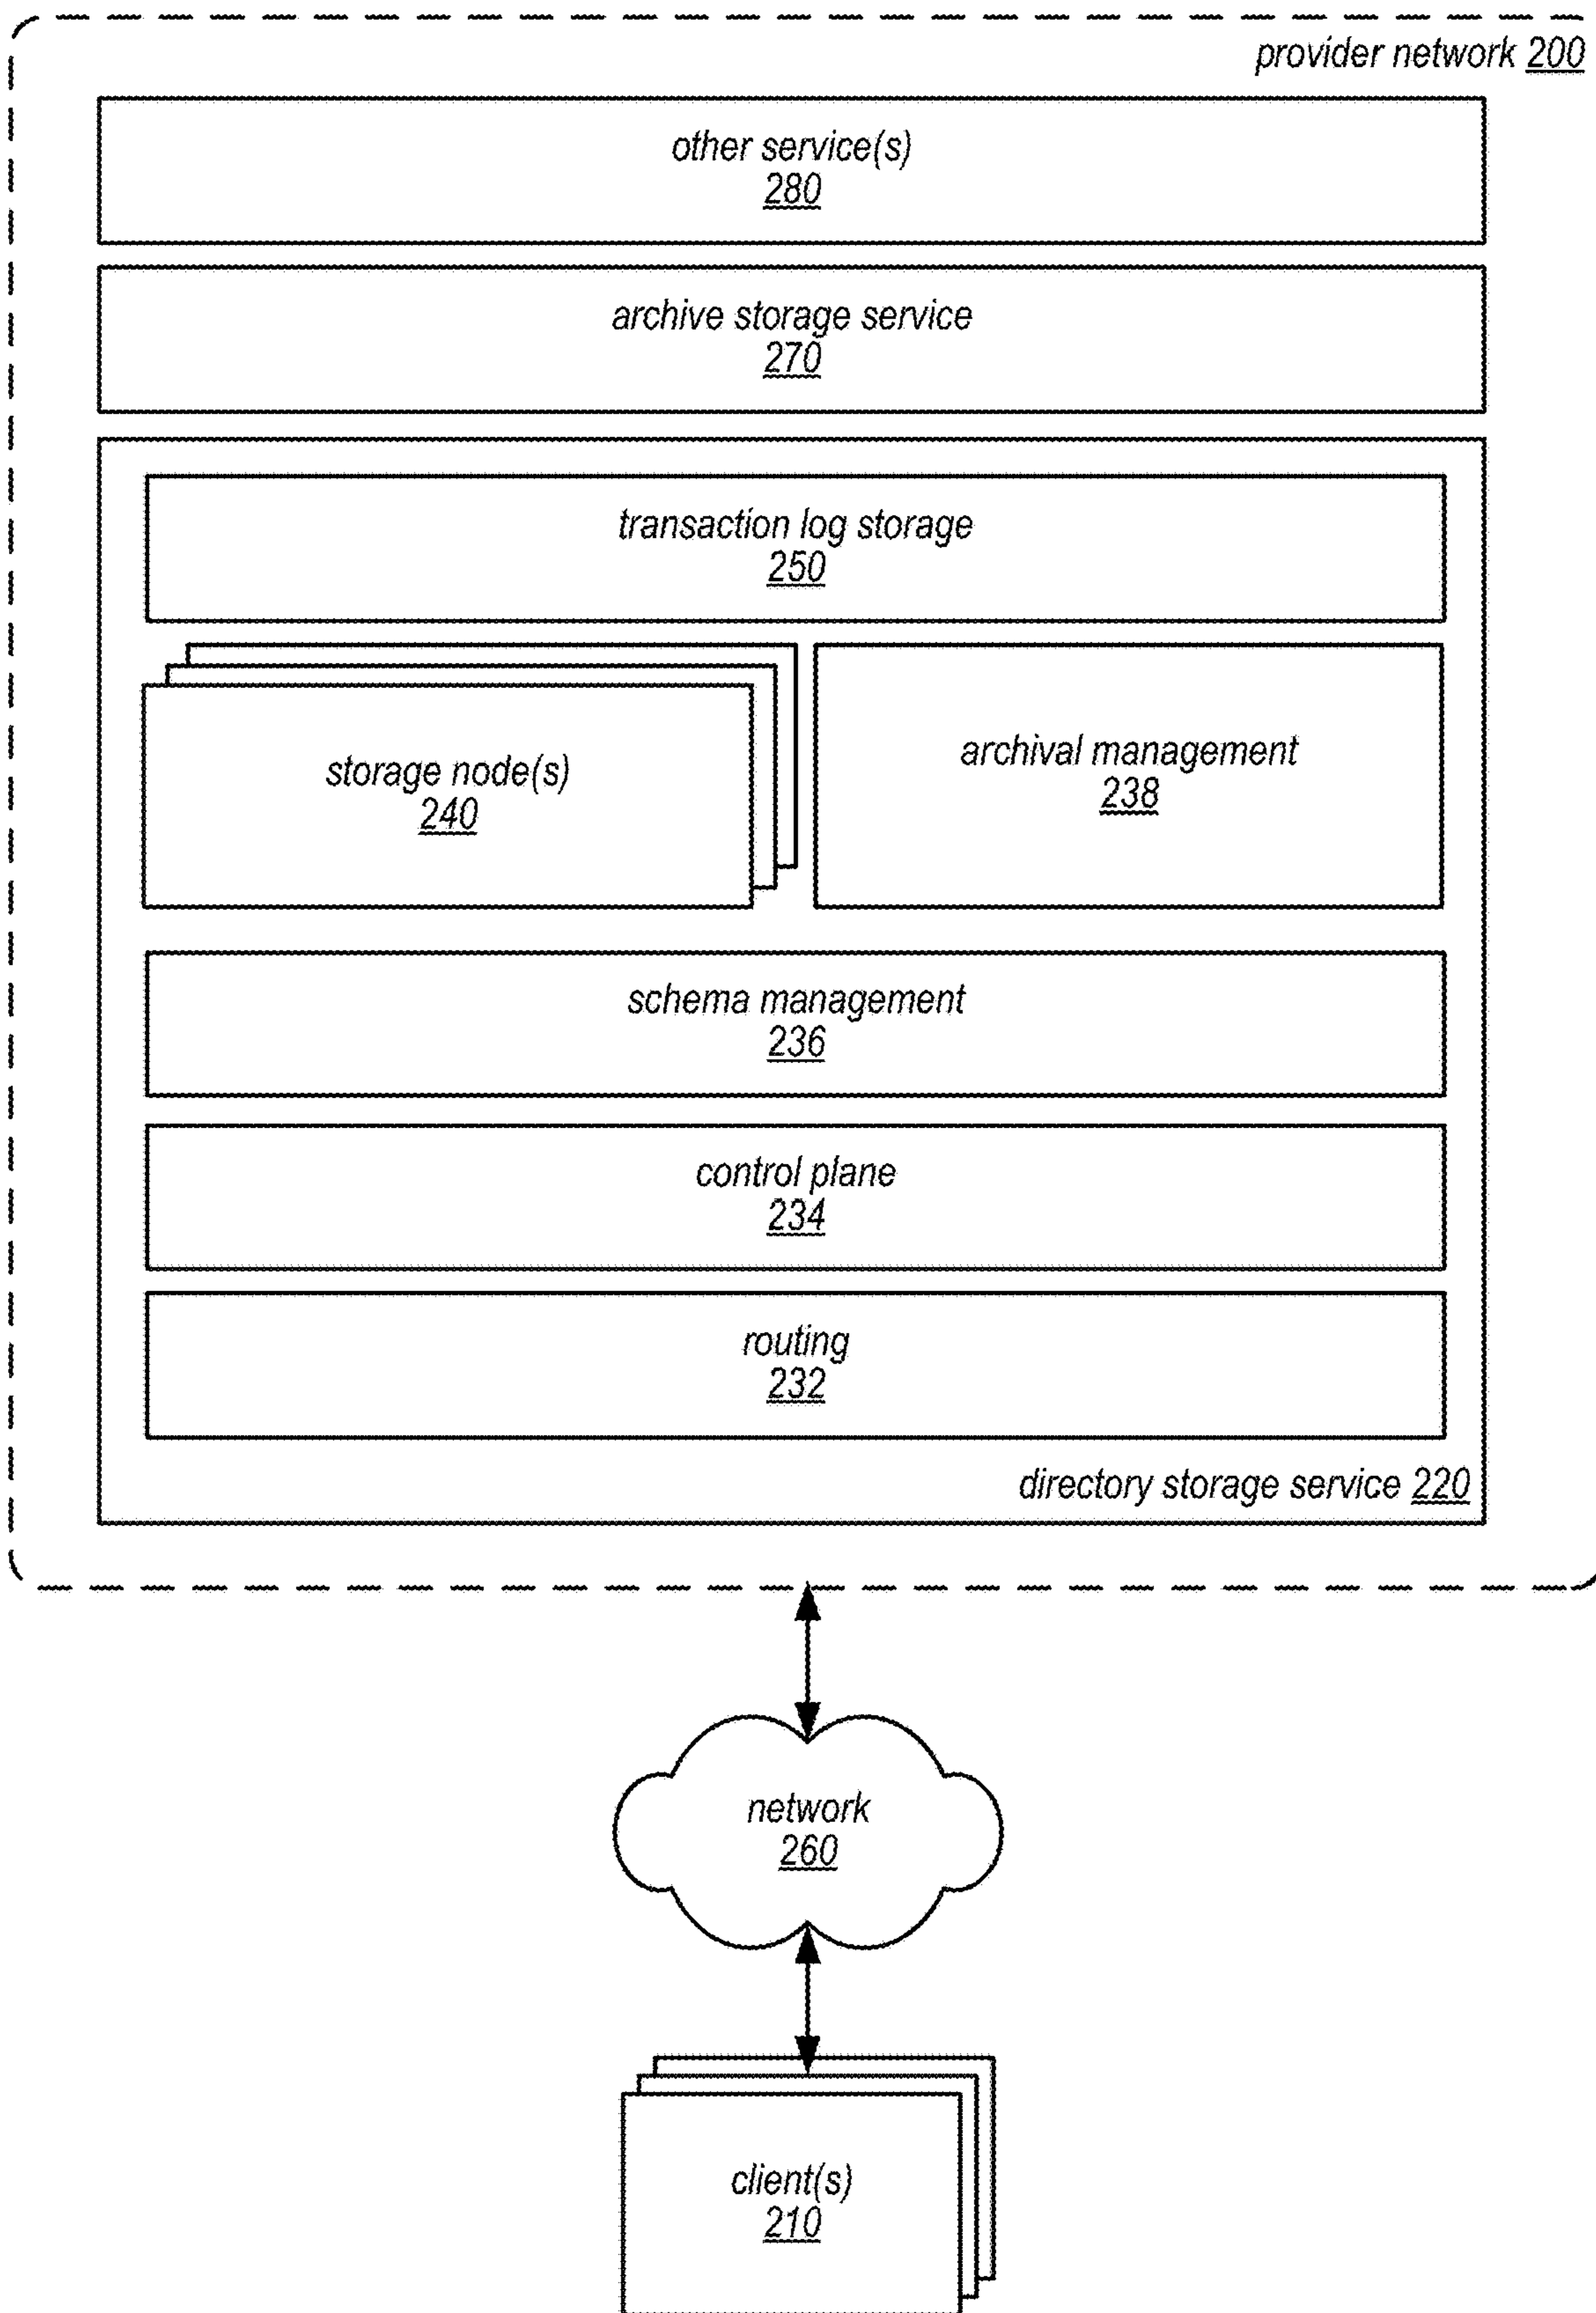 provider network 200
other service(s)
280
archive storage service
270
transaction log storage
250
storage node(s)
240
archival management
238
schema management
236
control plane
234
routing
232
directory storage service 220
network
260
client(s)
210